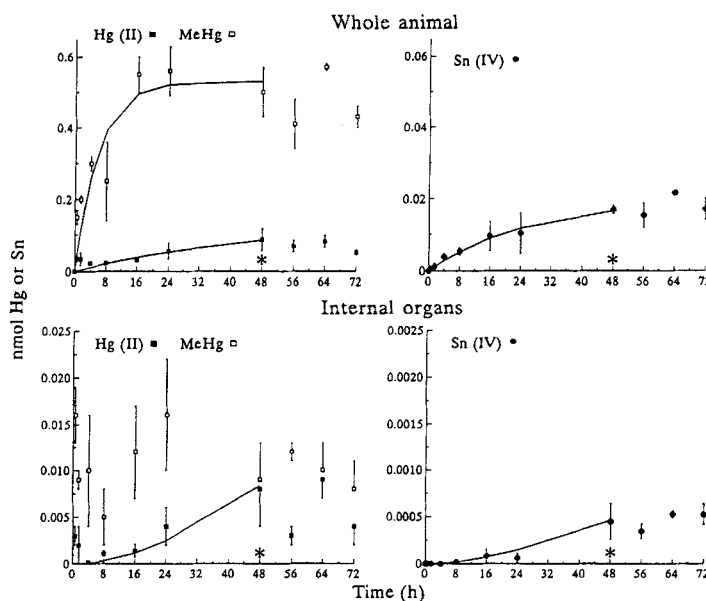 Whole animal
Hg (II) MeHg
Sn (IV)
0.6
0.4
0.2
0
0 8 16 24 32 40 48 56 64 72
*
0.06
0.04
0.02
0
0 8 16 24 32 40 48 56 64 72
*
nmol Hg or Sn
Internal organs
Hg (II) MeHg
Sn (IV)
0.025
0.020
0.015
0.010
0.005
0.000
0 8 16 24 32 40 48 56 64 72
*
0.0025
0.0020
0.0015
0.0010
0.0005
0.0000
0 8 16 24 32 40 48 56 64 72
*
Time (h)